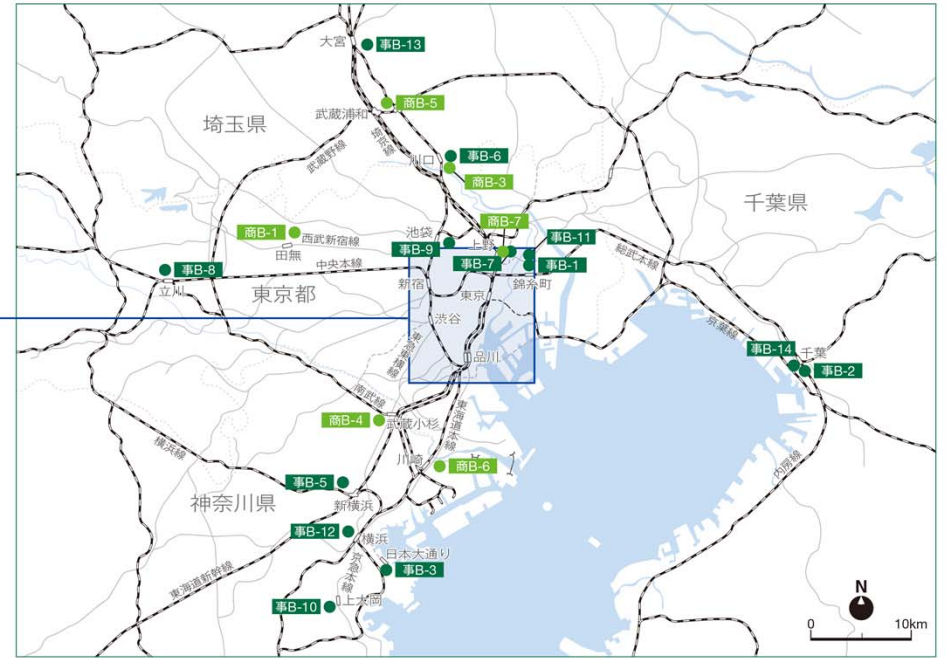 大宮
事B-13
商B-5
武蔵浦和
埼玉県
埼京線
武蔵野線
川口
事B-6
商B-3
千葉県
商B-7
商B-1
西武新宿線
田無
池袋
上野
事B-11
事B-9
総武本線
事B-7
事B-1
中央本線
事B-8
立川
新宿
錦糸町
東京都
東京
渋谷
京葉線
東急東横線
品川
事B-14
千葉
事B-2
南武線
商B-4
武蔵小杉
東海道本線
横浜線
川崎
商B-6
内房線
事B-5
神奈川県
新横浜
事B-12
横浜
日本大通り
京急本線
事B-3
東海道新幹線
事B-10
上大岡
N
0
10km